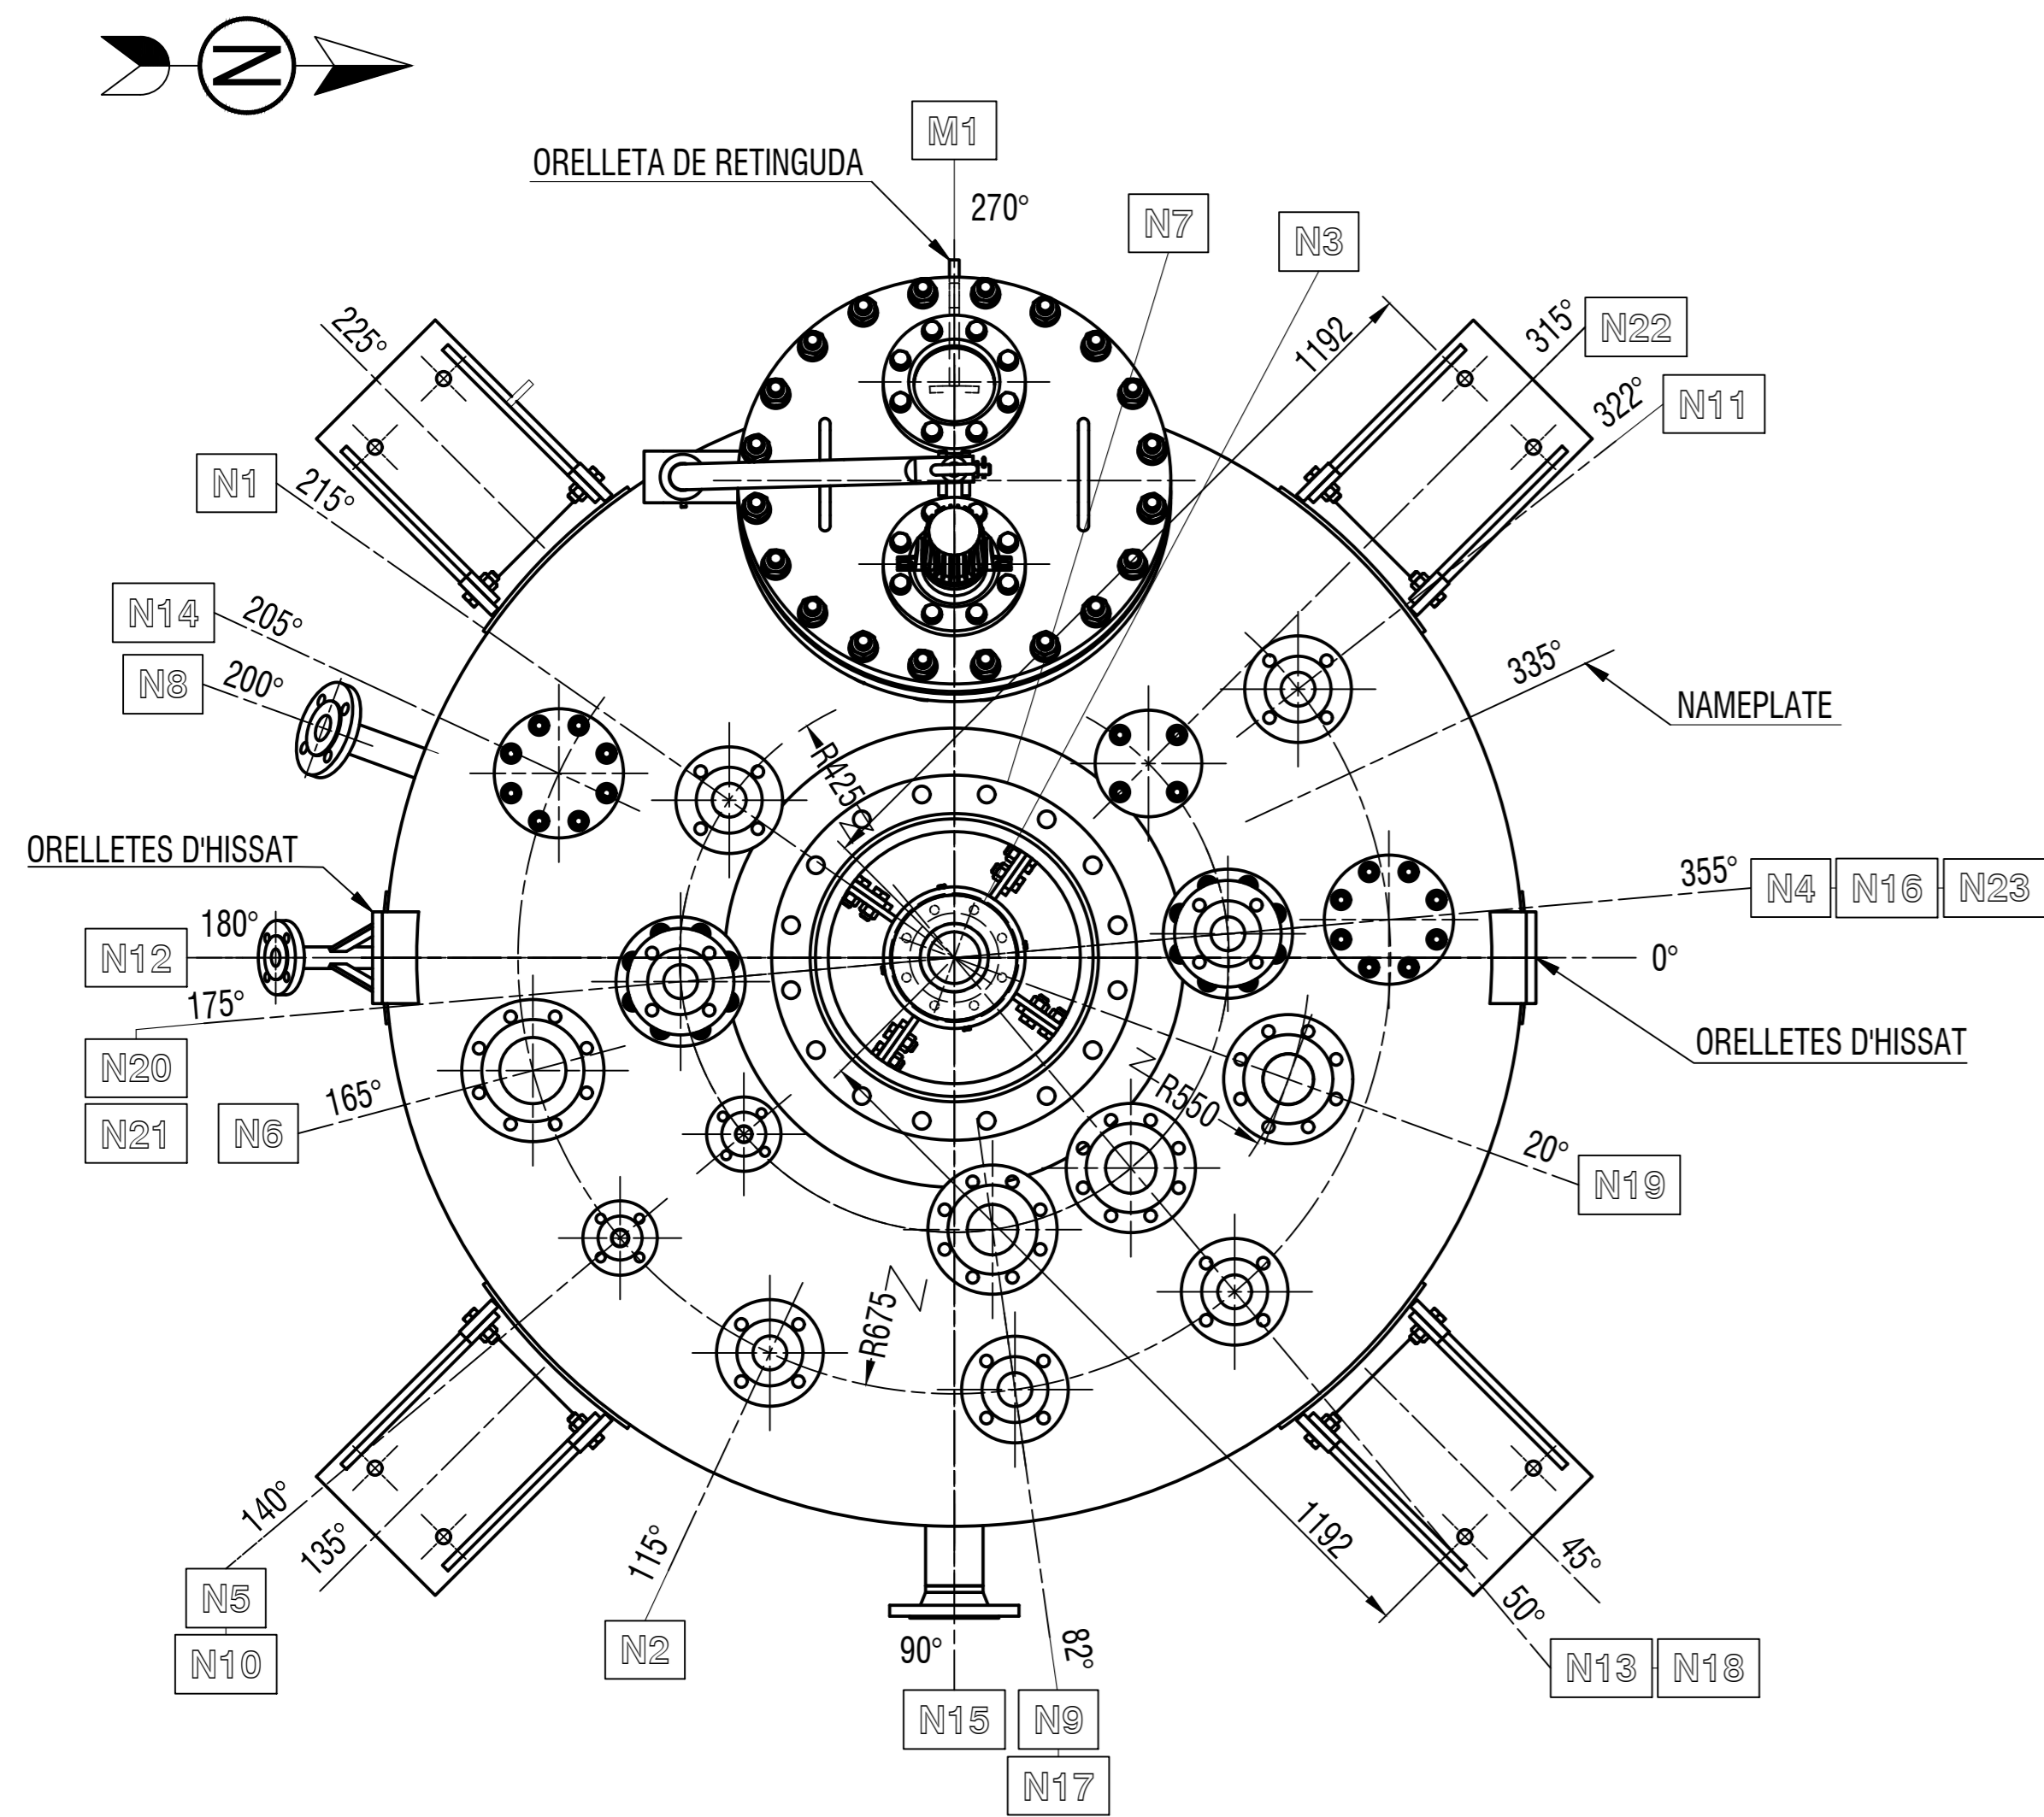 N
M1
ORELLETA DE RETINGUDA
270°
N7
N3
225°
1192
315°
N22
322°
N11
N1
215°
N14
205°
N8
200°
335°
NAMEPLATE
R425
ORELLETES D'HISSAT
355°
N4
N16
N23
180°
N12
0°
175°
ORELLETES D'HISSAT
N20
165°
N21
N6
R550
20°
N19
R675
140°
135°
115°
1192
45°
50°
N5
N10
N2
90°
82°
N13
N18
N15
N9
N17